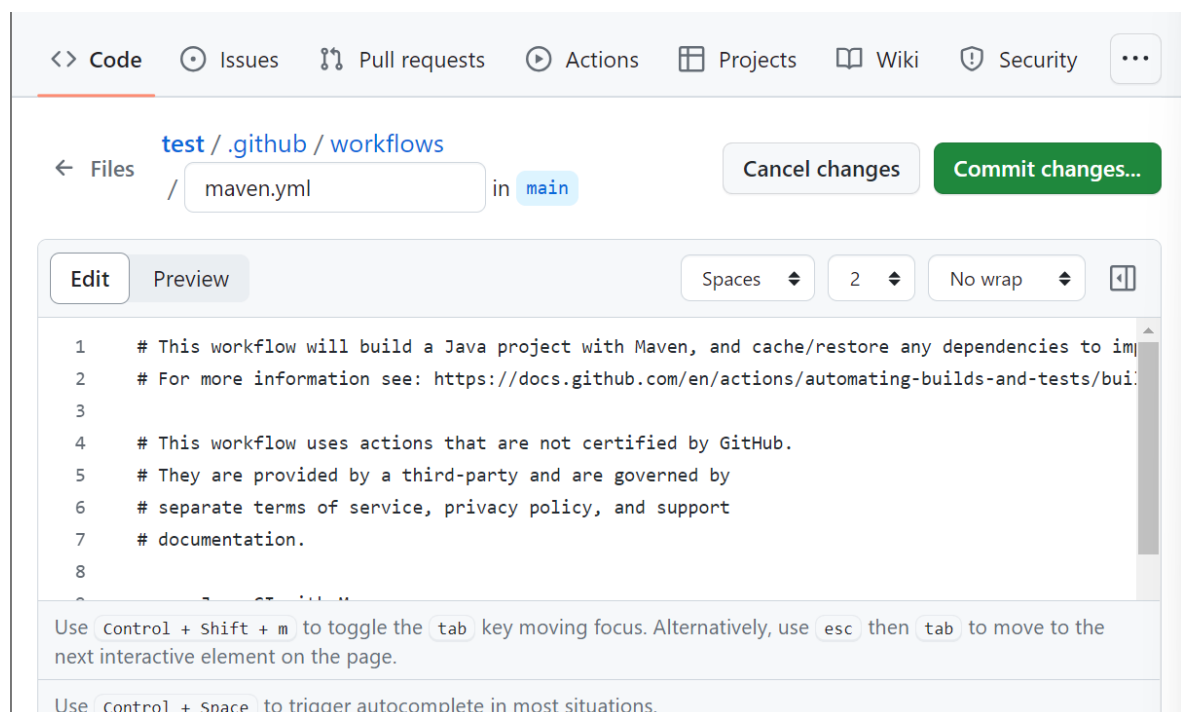 Code Issues Pull requests Actions Projects Wiki Security ...
test / .github / workflows
Files / maven.yml in main
Cancel changes Commit changes...
Edit Preview Spaces 2 No wrap
1 # This workflow will build a Java project with Maven, and cache/restore any dependencies to
2 # For more information see: https://docs.github.com/en/actions/automating-builds-and-tests/
3
4 # This workflow uses actions that are not certified by GitHub.
5 # They are provided by a third-party and are governed by
6 # separate terms of service, privacy policy, and support
7 # documentation.
8
Use Control + Shift + m to toggle the tab key moving focus. Alternatively, use esc then tab to move to the
next interactive element on the page.
Use Control + Space to trigger autocomplete in most situations.